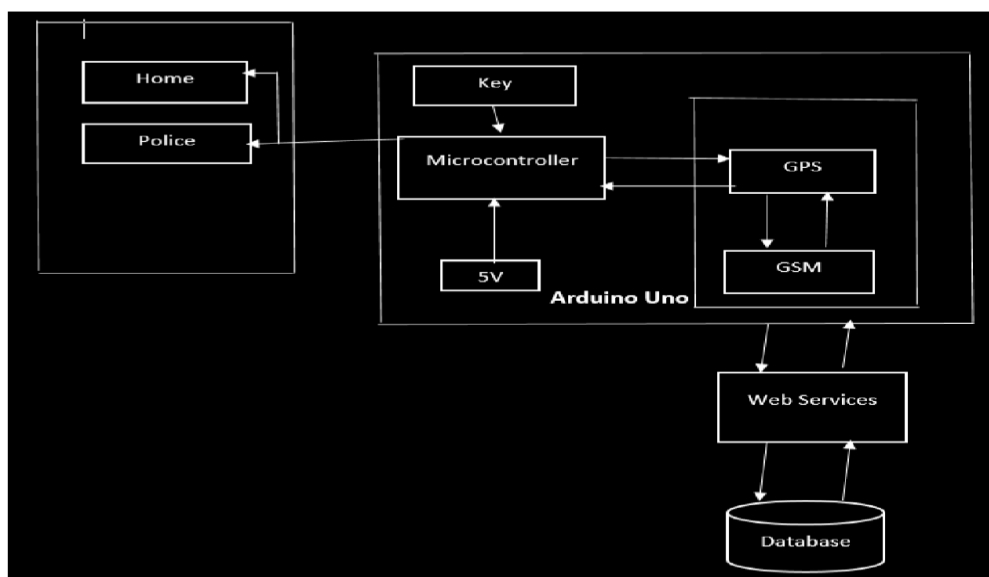 Home
Police
Key
Microcontroller
GPS
GSM
5V
Arduino Uno
Web Services
Database